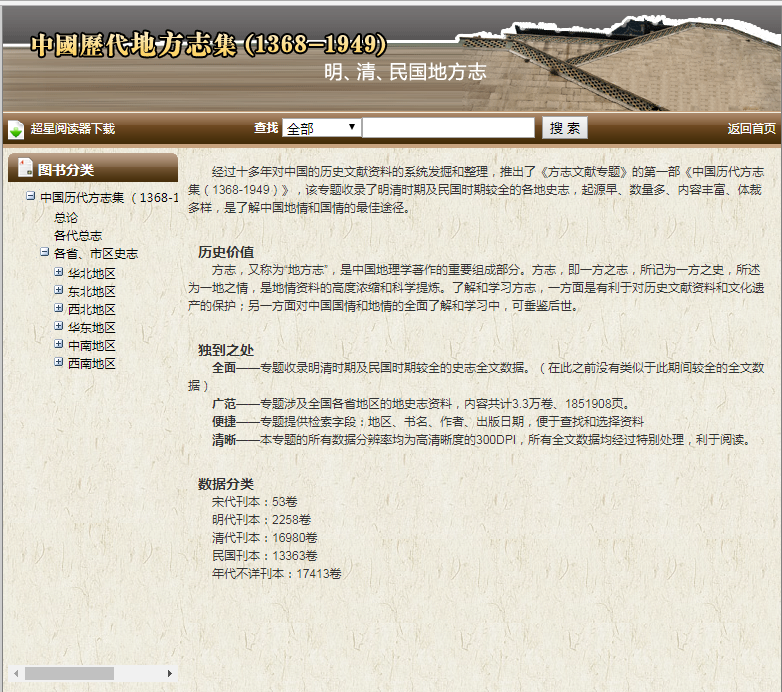 中國歷代地方志集 (1368-1949)
明、清、民国地方志
超星阅读器下载
查找 全部 搜 索
返回首页
图书分类
中国历代方志集 （1368-1
总论
各代总志
各省、市区史志
华北地区
东北地区
西北地区
华东地区
中南地区
西南地区
经过十多年对中国的历史文献资料的系统发掘和整理，推出了《方志文献专题》的第一部《中国历代方志
集（1368-1949）》，该专题收录了明清时期及民国时期较全的各地史志，起源早、数量多、内容丰富、体裁
多样，是了解中国地情和国情的最佳途径。
历史价值
方志，又称为“地方志”，是中国地理学著作的重要组成部分。方志，即一方之志，所记为一方之史，所述
为一地之情，是地情资料的高度浓缩和科学提炼。了解和学习方志，一方面是有利于对历史文献资料和文化遗
产的保护；另一方面对中国国情和地情的全面了解和学习中，可垂鉴后世。
独到之处
全面——专题收录明清时期及民国时期较全的史志全文数据。（在此之前没有类似于此期间较全的全文数
据）
广范——专题涉及全国各省地区的地史志资料，内容共计3.3万卷、1851908页。
便捷——专题提供检索字段：地区、书名、作者、出版日期，便于查找和选择资料
清晰——本专题的所有数据分辨率均为高清晰度的300DPI，所有全文数据均经过特别处理，利于阅读。
数据分类
宋代刊本：53卷
明代刊本：2258卷
清代刊本：16980卷
民国刊本：13363卷
年代不详刊本：17413卷